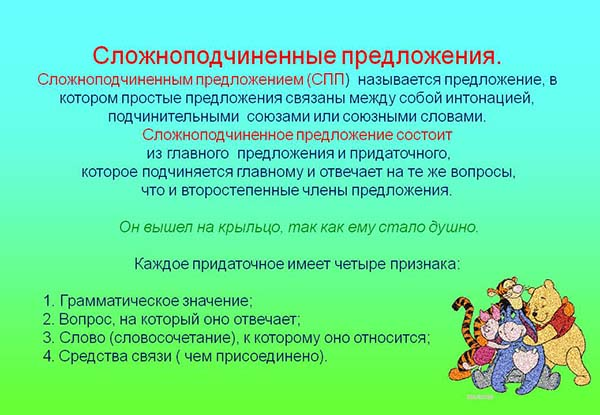 Сложноподчиненные предложения.
Сложноподчиненным предложением (СПП) называется предложение, в
котором простые предложения связаны между собой интонацией,
подчинительными союзами или союзными словами.
Сложноподчиненное предложение состоит
из главного предложения и придаточного,
которое подчиняется главному и отвечает на те же вопросы,
что и второстепенные члены предложения.
Он вышел на крыльцо, так как ему стало душно.
Каждое придаточное имеет четыре признака:
1. Грамматическое значение;
2. Вопрос, на который оно отвечает;
3. Слово (словосочетание), к которому оно относится;
4. Средства связи ( чем присоединено).